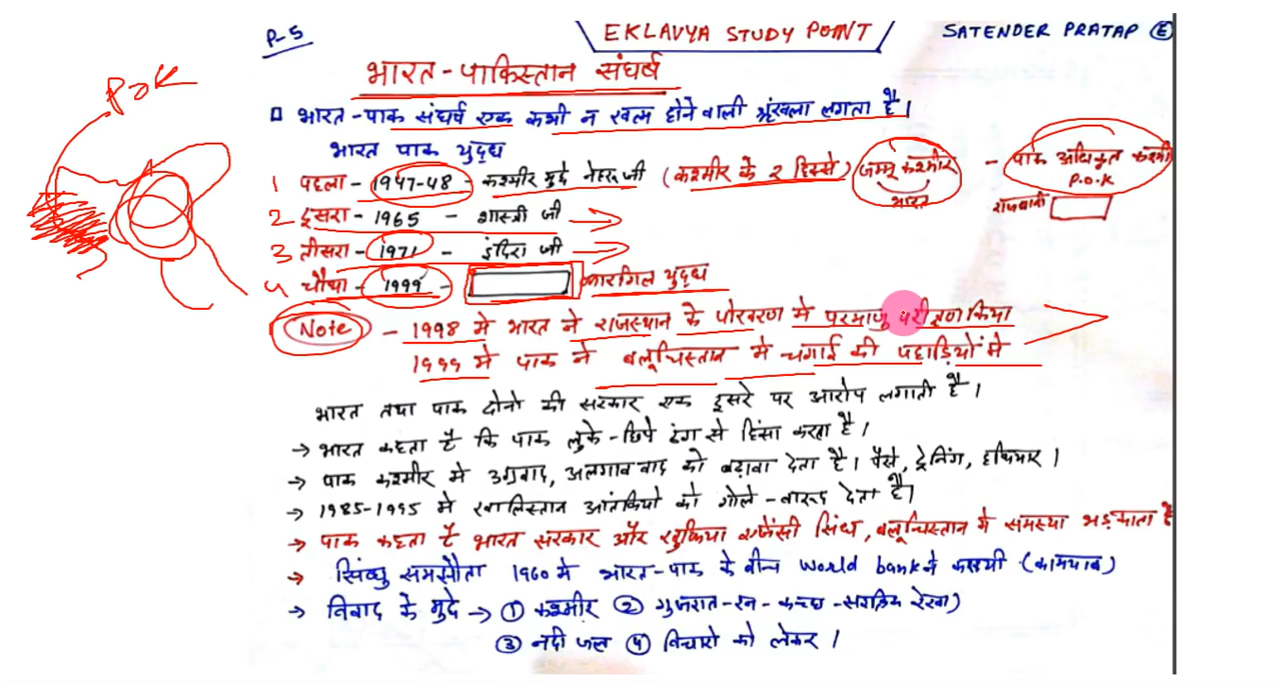 P-5
EKLAVYA STUDY POINT
SATENDER PRATAP E
P.O.K
भारत-पाकिस्तान संघर्ष
भारत-पाक संघर्ष एक कभी न खत्म होने वाली श्रृंखला लगता है।
भारत पाक युद्ध
1 पहला - 1947-48 - कश्मीर मुद्दे नेहरू जी (कश्मीर के 2 हिस्से) जम्मू कश्मीर - पाक अधिकृत कश्मीर
भारत
P.O.K
राजधानी
2 दूसरा - 1965 - शास्त्री जी
3 तीसरा - 1971 - इंदिरा जी
4 चौथा - 1999 - कारगिल युद्ध
Note - 1998 मे भारत ने राजस्थान के पोखरण मे परमाणु परीक्षण किया
1999 मे पाक ने बलूचिस्तान मे चगाई की पहाड़ियों मे
भारत तथा पाक दोनो की सरकार एक दूसरे पर आरोप लगाती है।
→ भारत कहता है कि पाक लुके-छिपे ढंग से हिंसा करता है।
→ पाक कश्मीर मे उग्रवाद, अलगाव वाद को बढ़ावा देता है। पैसे, ट्रेनिंग, हथियार।
→ 1985-1995 मे खालिस्तान आंतकियो को गोले-बारूद देता है।
→ पाक कहता है भारत सरकार और खुफिया एजेंसी सिंध, बलूचिस्तान मे समस्या भड़काता है
→ सिंधु समझौता 1960 मे भारत-पाक के बीच World bank ने करायी (कामयाब)
→ विवाद के मुद्दे → ① कश्मीर ② गुजरात-रन-कच्छ-सरक्रिक रेखा)
③ नदी जल ④ विचारो को लेकर।